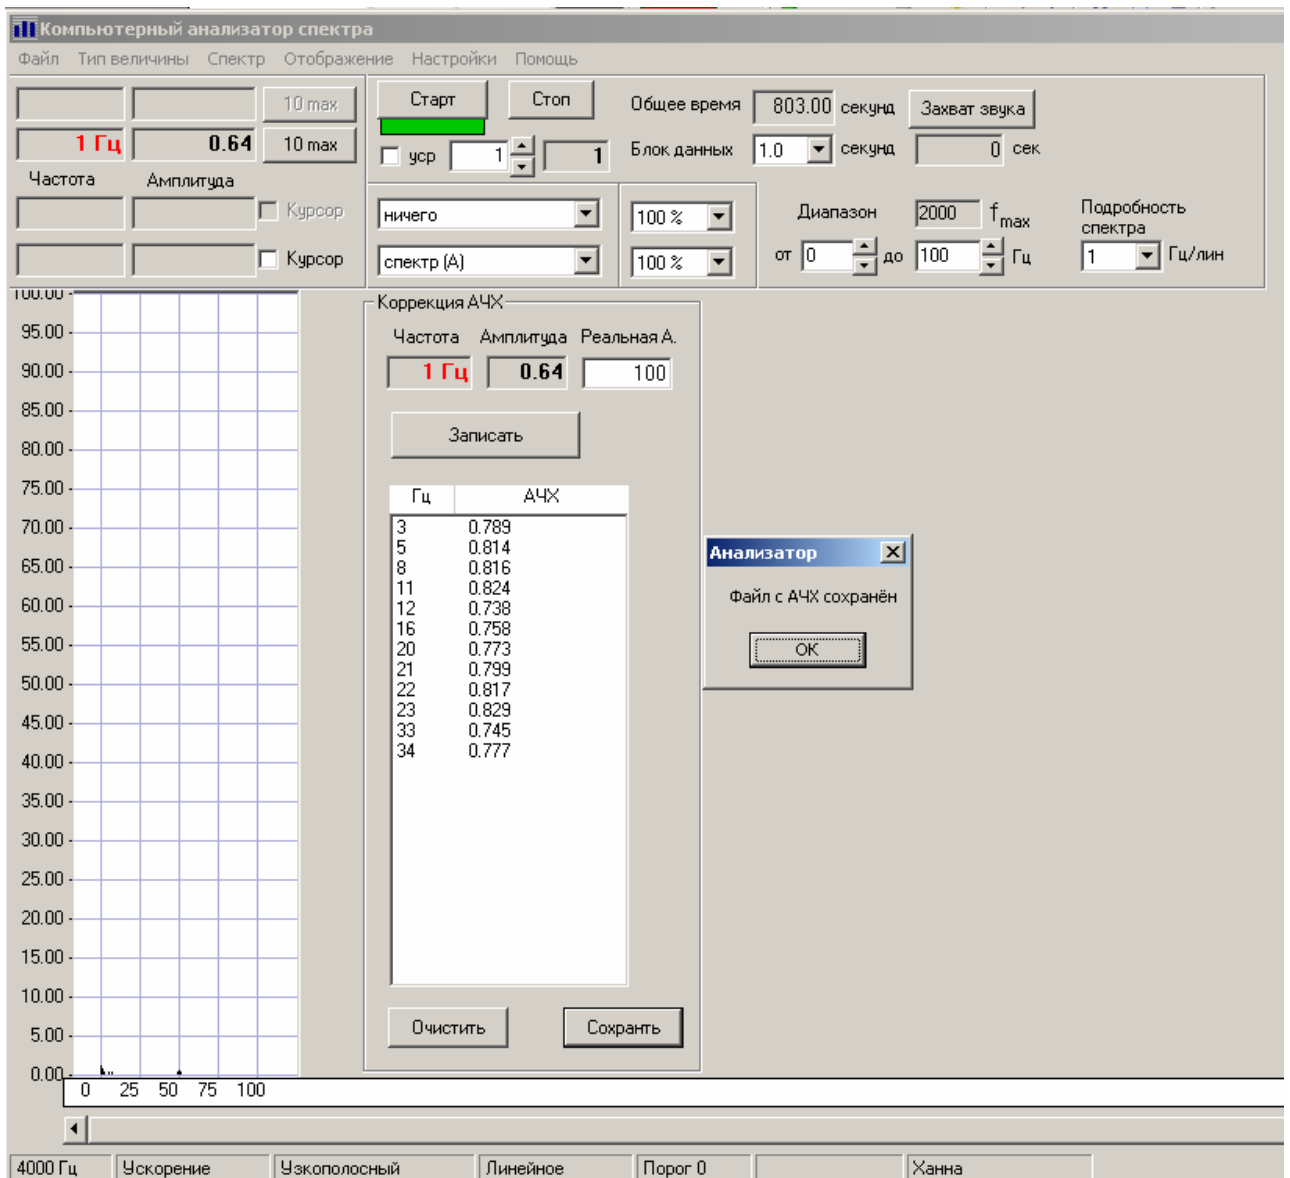 Компьютерный анализатор спектра
Файл Тип величины Спектр Отображение Настройки Помощь
10 max
1 Гц 0.64 10 max
Частота Амплитуда
Курсор
Курсор
Старт Стоп
уср 1 1
ничего 100 %
спектр (А) 100 %
Общее время 803.00 секунд Захват звука
Блок данных 1.0 секунд 0 сек
Диапазон 2000 fmax
от 0 до 100 Гц
Подробность
спектра
1 Гц/лин
100.00
95.00
90.00
85.00
80.00
75.00
70.00
65.00
60.00
55.00
50.00
45.00
40.00
35.00
30.00
25.00
20.00
15.00
10.00
5.00
0.00
0 25 50 75 100
Коррекция АЧХ
Частота Амплитуда Реальная А.
1 Гц 0.64 100
Записать
Гц АЧХ
3 0.789
5 0.814
8 0.816
11 0.824
12 0.738
16 0.758
20 0.773
21 0.799
22 0.817
23 0.829
33 0.745
34 0.777
Очистить Сохранть
Анализатор
Файл с АЧХ сохранён
OK
4000 Гц Ускорение Узкополосный Линейное Порог 0 Ханна